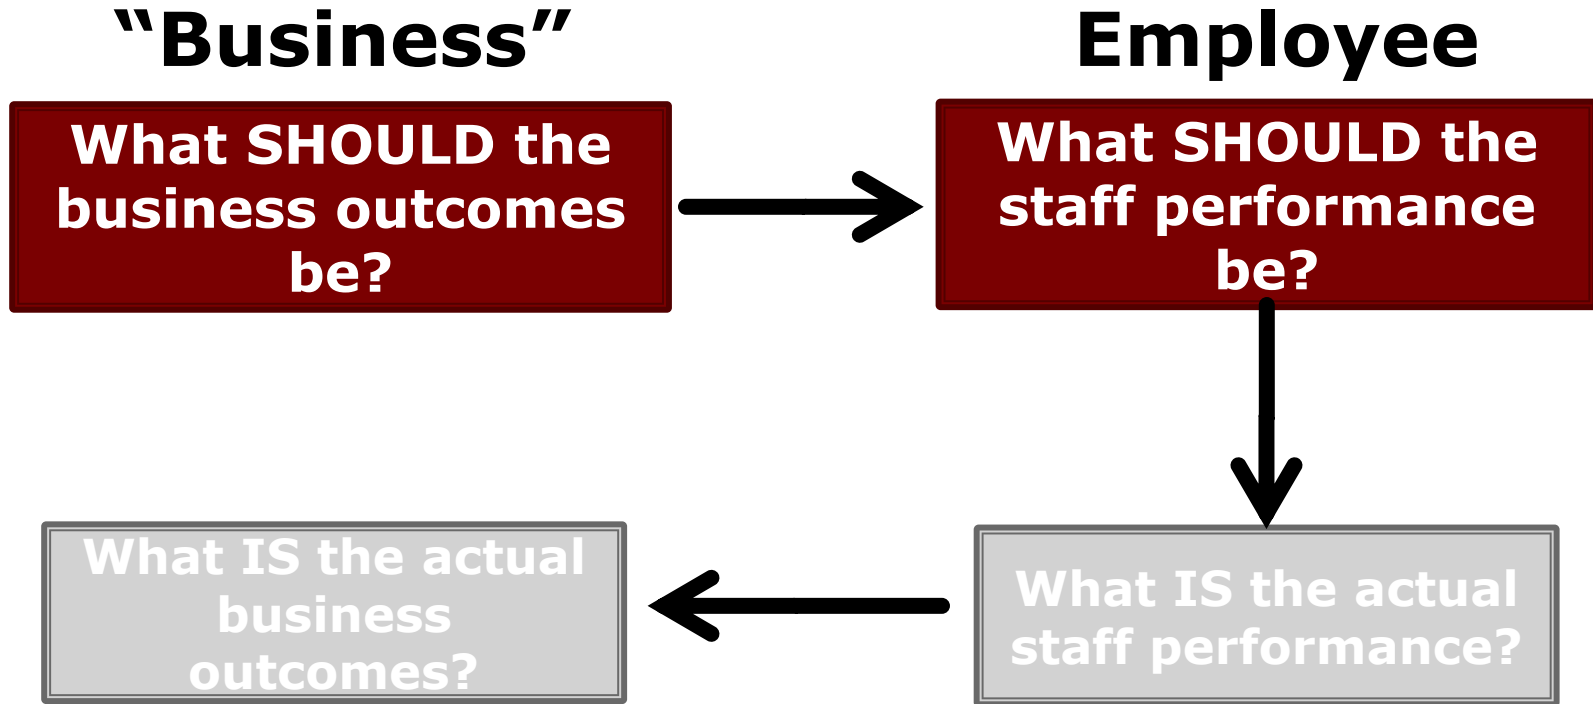 “Business”
Employee
What SHOULD the
business outcomes
be?
What SHOULD the
staff performance
be?
What IS the actual
business
outcomes?
What IS the actual
staff performance?